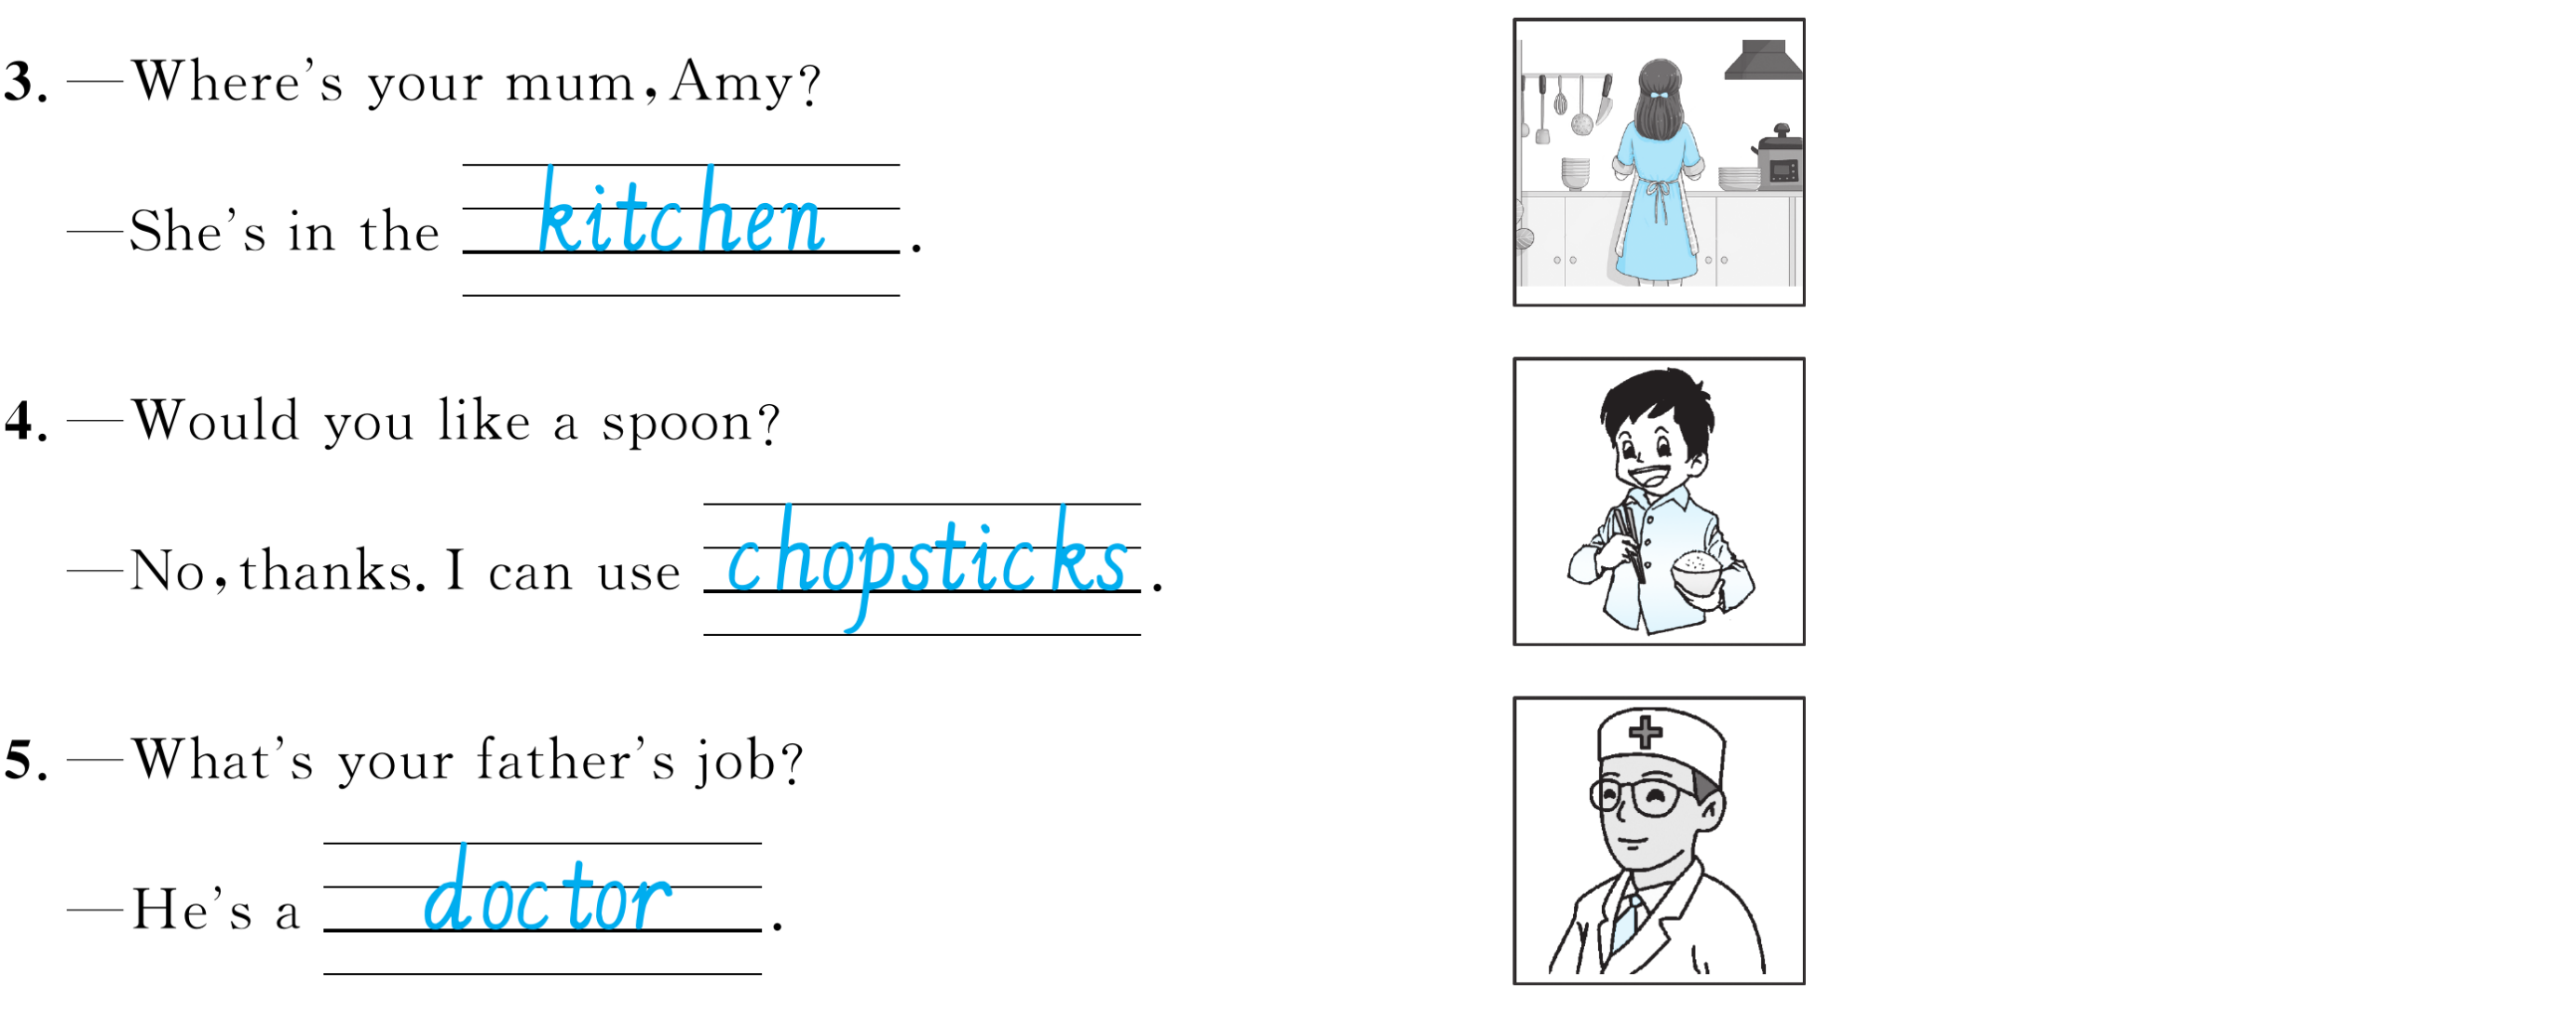 3. —Where's your mum, Amy?
—She's in the kitchen.
4. —Would you like a spoon?
—No, thanks. I can use chopsticks.
5. —What's your father's job?
—He's a doctor.